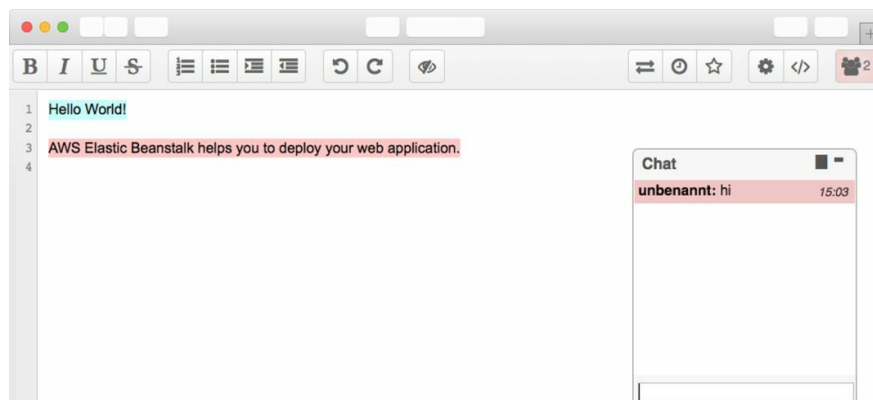 B I U S
</>
2
1 Hello World!
2
3 AWS Elastic Beanstalk helps you to deploy your web application.
4
Chat
unbenannt: hi 15:03